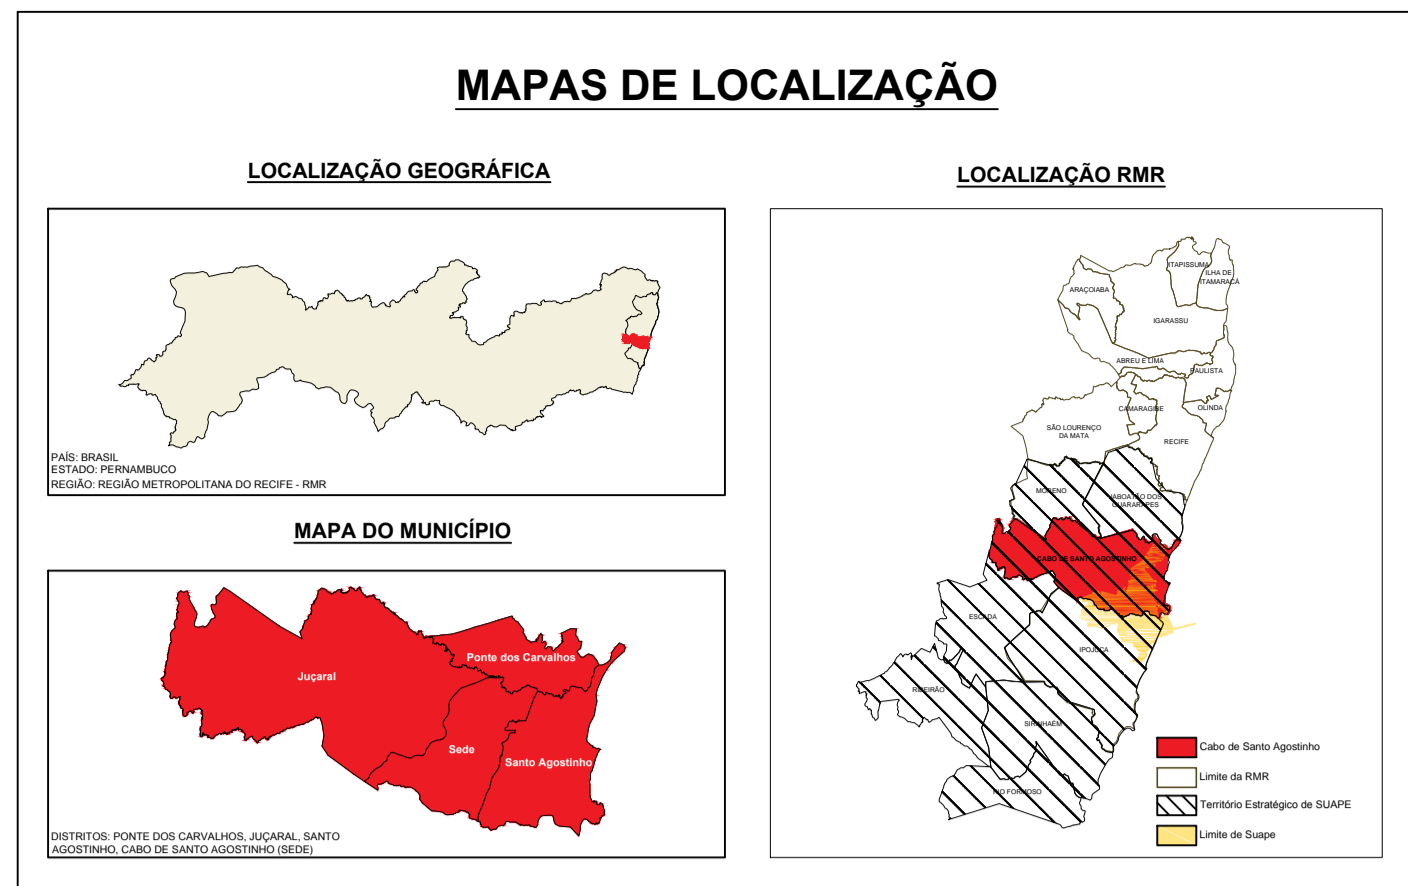 MAPAS DE LOCALIZAÇÃO
LOCALIZAÇÃO GEOGRÁFICA
PAÍS: BRASIL
ESTADO: PERNAMBUCO
REGIÃO: REGIÃO METROPOLITANA DO RECIFE - RMR
MAPA DO MUNICÍPIO
Juçaral
Ponte dos Carvalhos
Sede
Santo Agostinho
DISTRITOS: PONTE DOS CARVALHOS, JUÇARAL, SANTO
AGOSTINHO, CABO DE SANTO AGOSTINHO (SEDE)
LOCALIZAÇÃO RMR
ITAPISSUMA
ILHA DE
ITAMARACÁ
ARAÇOIABA
IGARASSU
ABREU E LIMA
PAULISTA
CAMARAGIBE
OLINDA
SÃO LOURENÇO
DA MATA
RECIFE
MORENO
JABOATÃO DOS
GUARARAPES
CABO DE SANTO AGOSTINHO
ESCADA
IPOJUCA
RIBEIRÃO
SIRINHAÉM
RIO FORMOSO
Cabo de Santo Agostinho
Limite da RMR
Território Estratégico de SUAPE
Limite de Suape